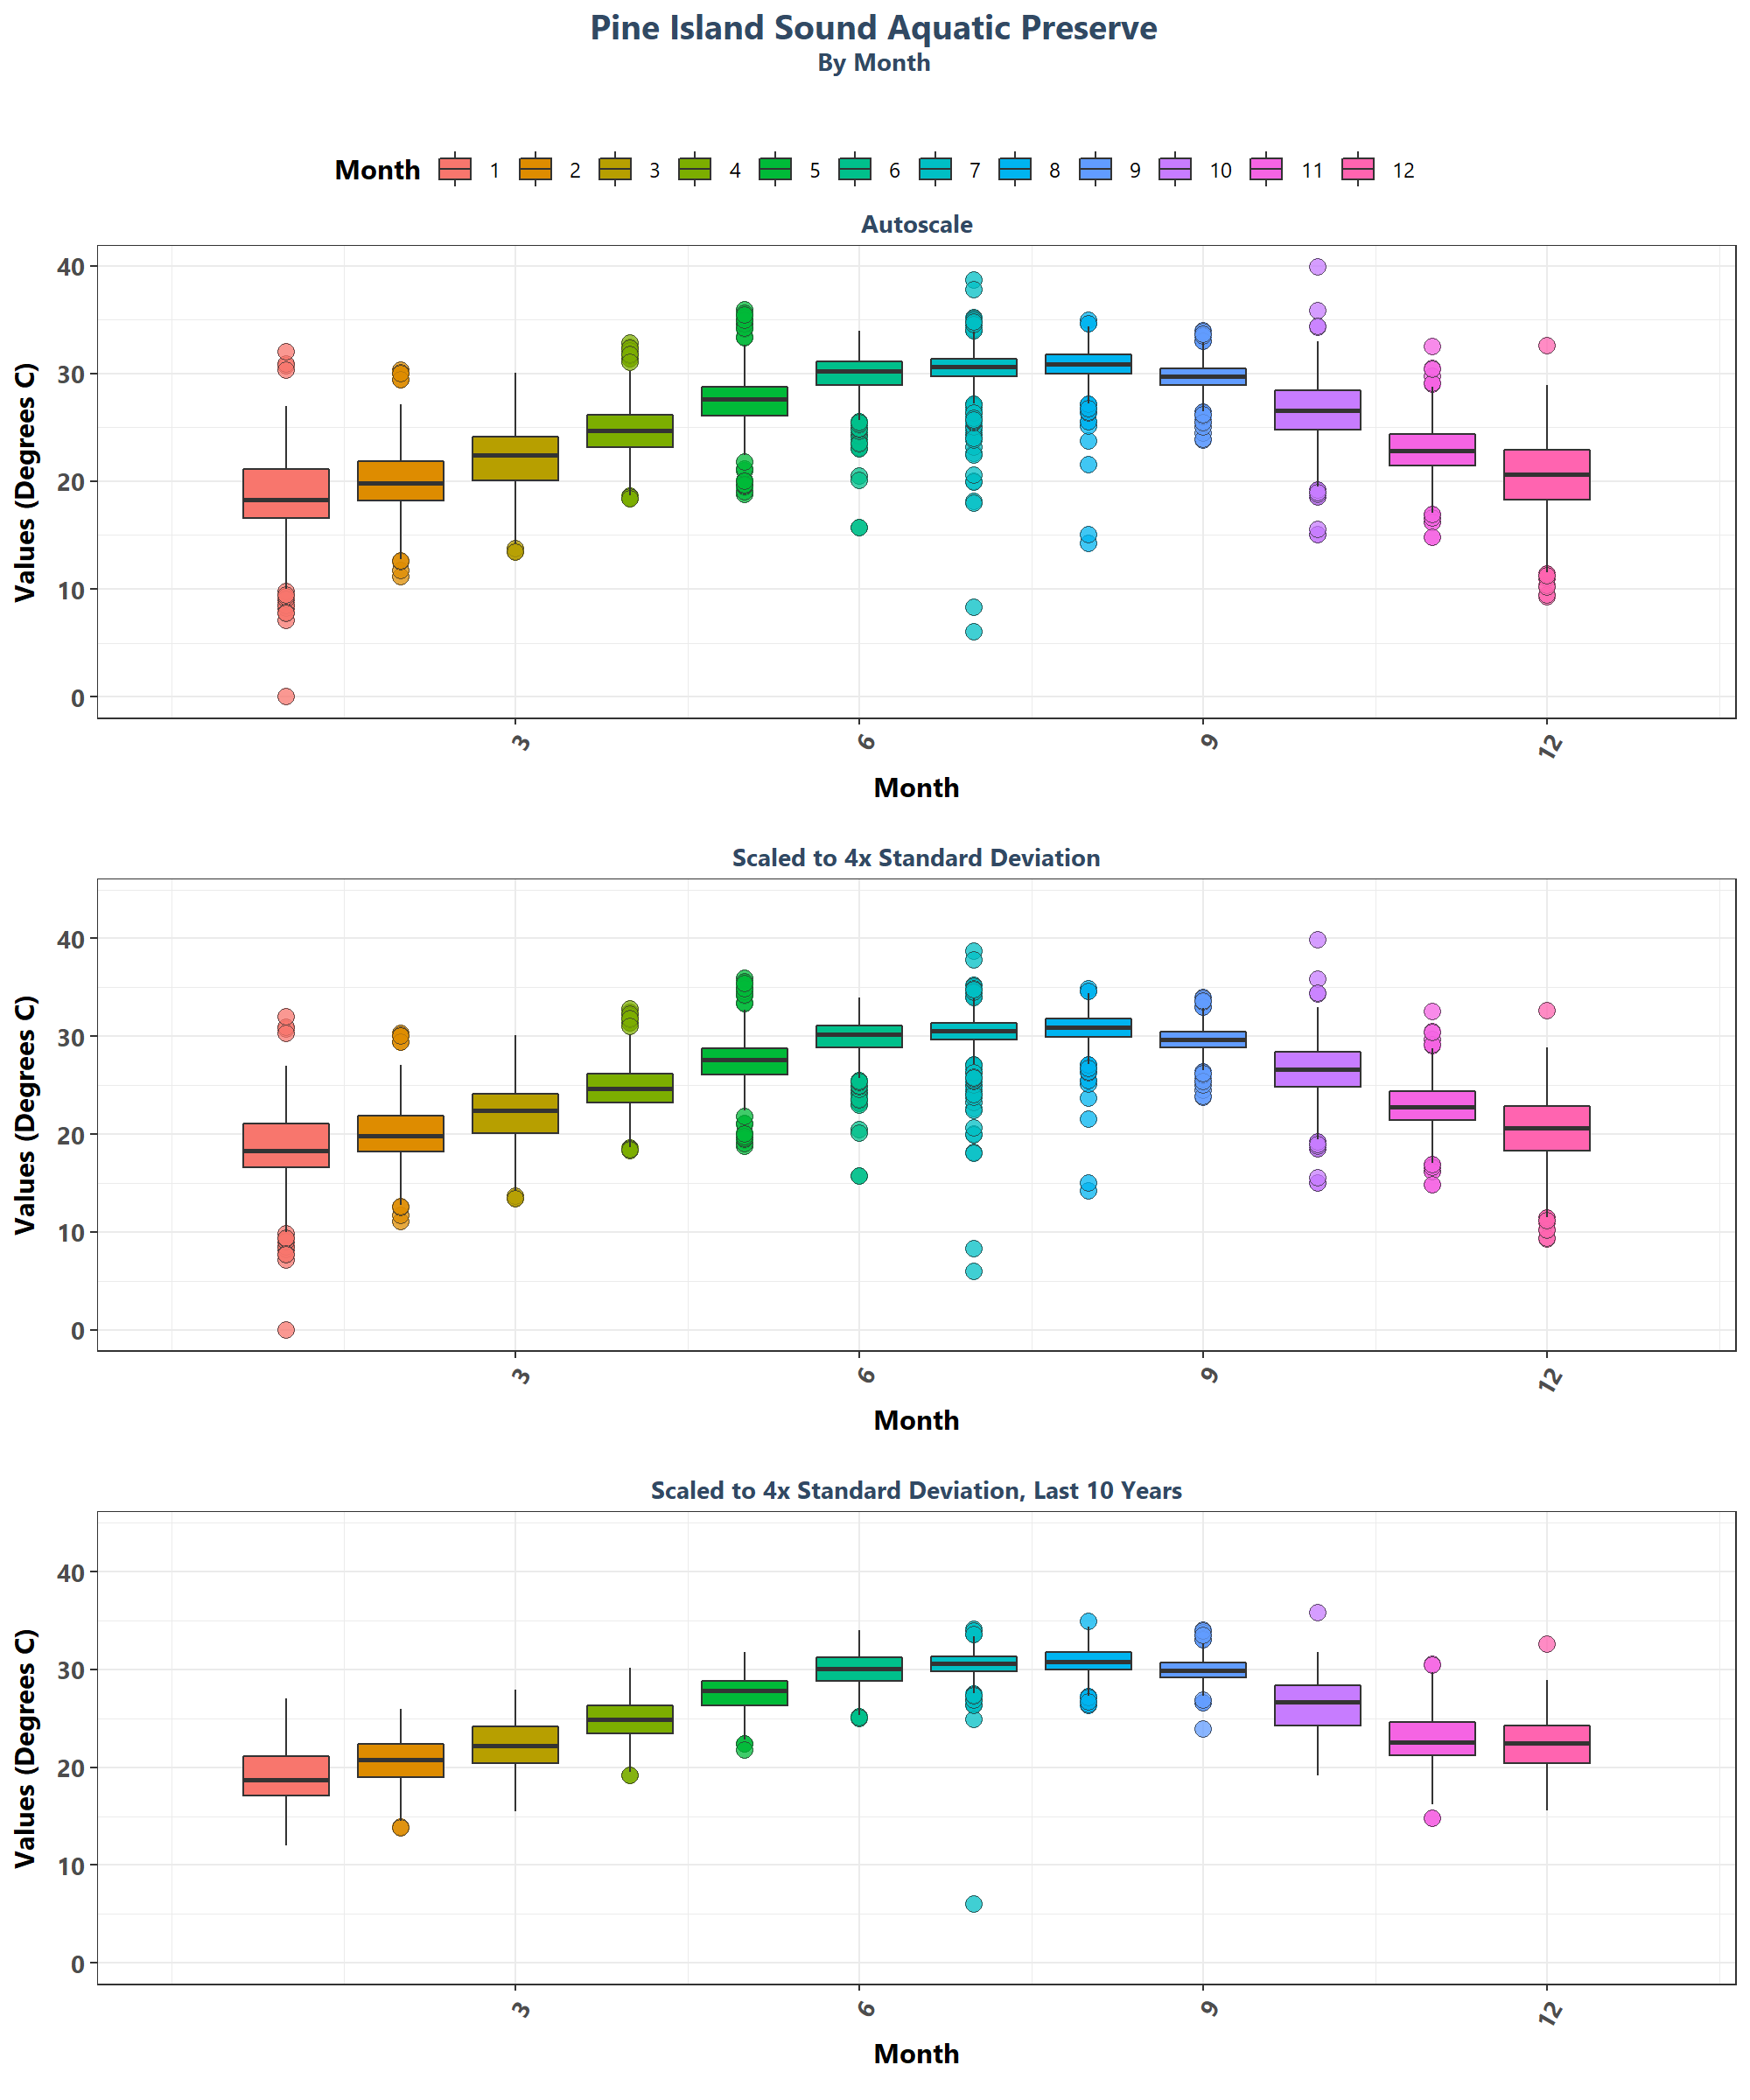 Pine Island Sound Aquatic Preserve
By Month
Month 1 2 3 4 5 6 7 8 9 10 11 12
Autoscale
Values (Degrees C)
40
30
20
10
0
3 6 9 12
Month
Scaled to 4x Standard Deviation
Values (Degrees C)
40
30
20
10
0
3 6 9 12
Month
Scaled to 4x Standard Deviation, Last 10 Years
Values (Degrees C)
40
30
20
10
0
3 6 9 12
Month